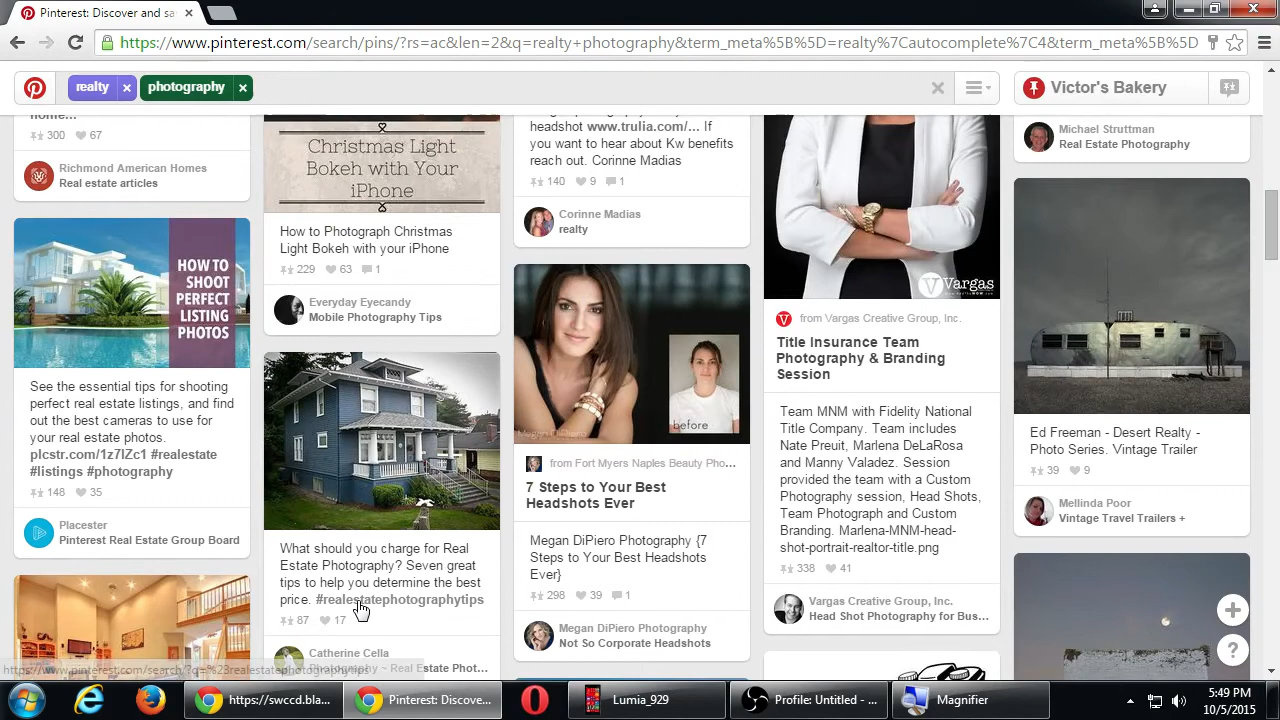 Pinterest: Discover and sa
https://www.pinterest.com/search/pins/?rs=ac&len=2&q=realty+photography&term_meta%5B%5D=realty%7Cautocomplete%7C4&term_meta%5B%5D
realty
photography
Victor's Bakery
home...
300 67
Richmond American Homes
Real estate articles
HOW TO
SHOOT
PERFECT
LISTING
PHOTOS
See the essential tips for shooting
perfect real estate listings, and find
out the best cameras to use for
your real estate photos.
plcstr.com/1z7lZc1 #realestate
#listings #photography
148 35
Placester
Pinterest Real Estate Group Board
Christmas Light
Bokeh with Your
iPhone
How to Photograph Christmas
Light Bokeh with your iPhone
229 63 1
Everyday Eyecandy
Mobile Photography Tips
What should you charge for Real
Estate Photography? Seven great
tips to help you determine the best
price. #realestatephotographytips
87 17
Catherine Cella
Photography ~ Real Estate Phot...
headshot www.trulia.com/... If
you want to hear about Kw benefits
reach out. Corinne Madias
140 9 1
Corinne Madias
realty
before
Megan DiPiero
from Fort Myers Naples Beauty Pho...
7 Steps to Your Best
Headshots Ever
Megan DiPiero Photography {7
Steps to Your Best Headshots
Ever}
298 39 1
Megan DiPiero Photography
Not So Corporate Headshots
Vargas
from Vargas Creative Group, Inc.
Title Insurance Team
Photography & Branding
Session
Team MNM with Fidelity National
Title Company. Team includes
Nate Preuit, Marlena DeLaRosa
and Manny Valadez. Session
provided the team with a Custom
Photography session, Head Shots,
Team Photograph and Custom
Branding. Marlena-MNM-head-
shot-portrait-realtor-title.png
338 41
Vargas Creative Group, Inc.
Head Shot Photography for Bus...
Michael Struttman
Real Estate Photography
Ed Freeman - Desert Realty -
Photo Series. Vintage Trailer
39 9
Mellinda Poor
Vintage Travel Trailers +
https://www.pinterest.com/search/?q=%23realestatephotographytips
https://swccd.bla...
Pinterest: Discove...
Lumia_929
Profile: Untitled - ...
Magnifier
5:49 PM
10/5/2015